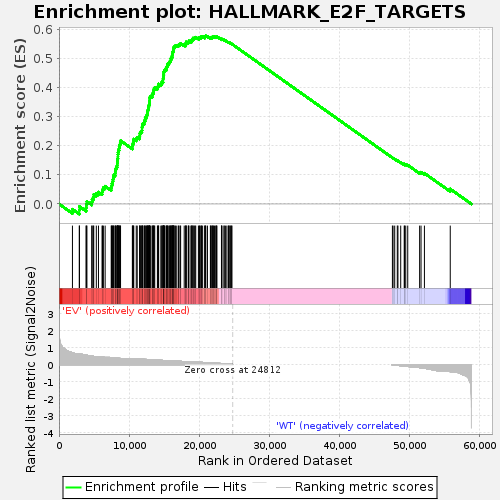 Enrichment plot: HALLMARK_E2F_TARGETS
Enrichment score (ES)
0.6
0.5
0.4
0.3
0.2
0.1
0.0
Ranked list metric (Signal2Noise)
3
2
1
0
-1
-2
-3
-4
'EV' (positively correlated)
Zero cross at 24812
'WT' (negatively correlated)
0
10,000
20,000
30,000
40,000
50,000
60,000
Rank in Ordered Dataset
Enrichment profile
Hits
Ranking metric scores